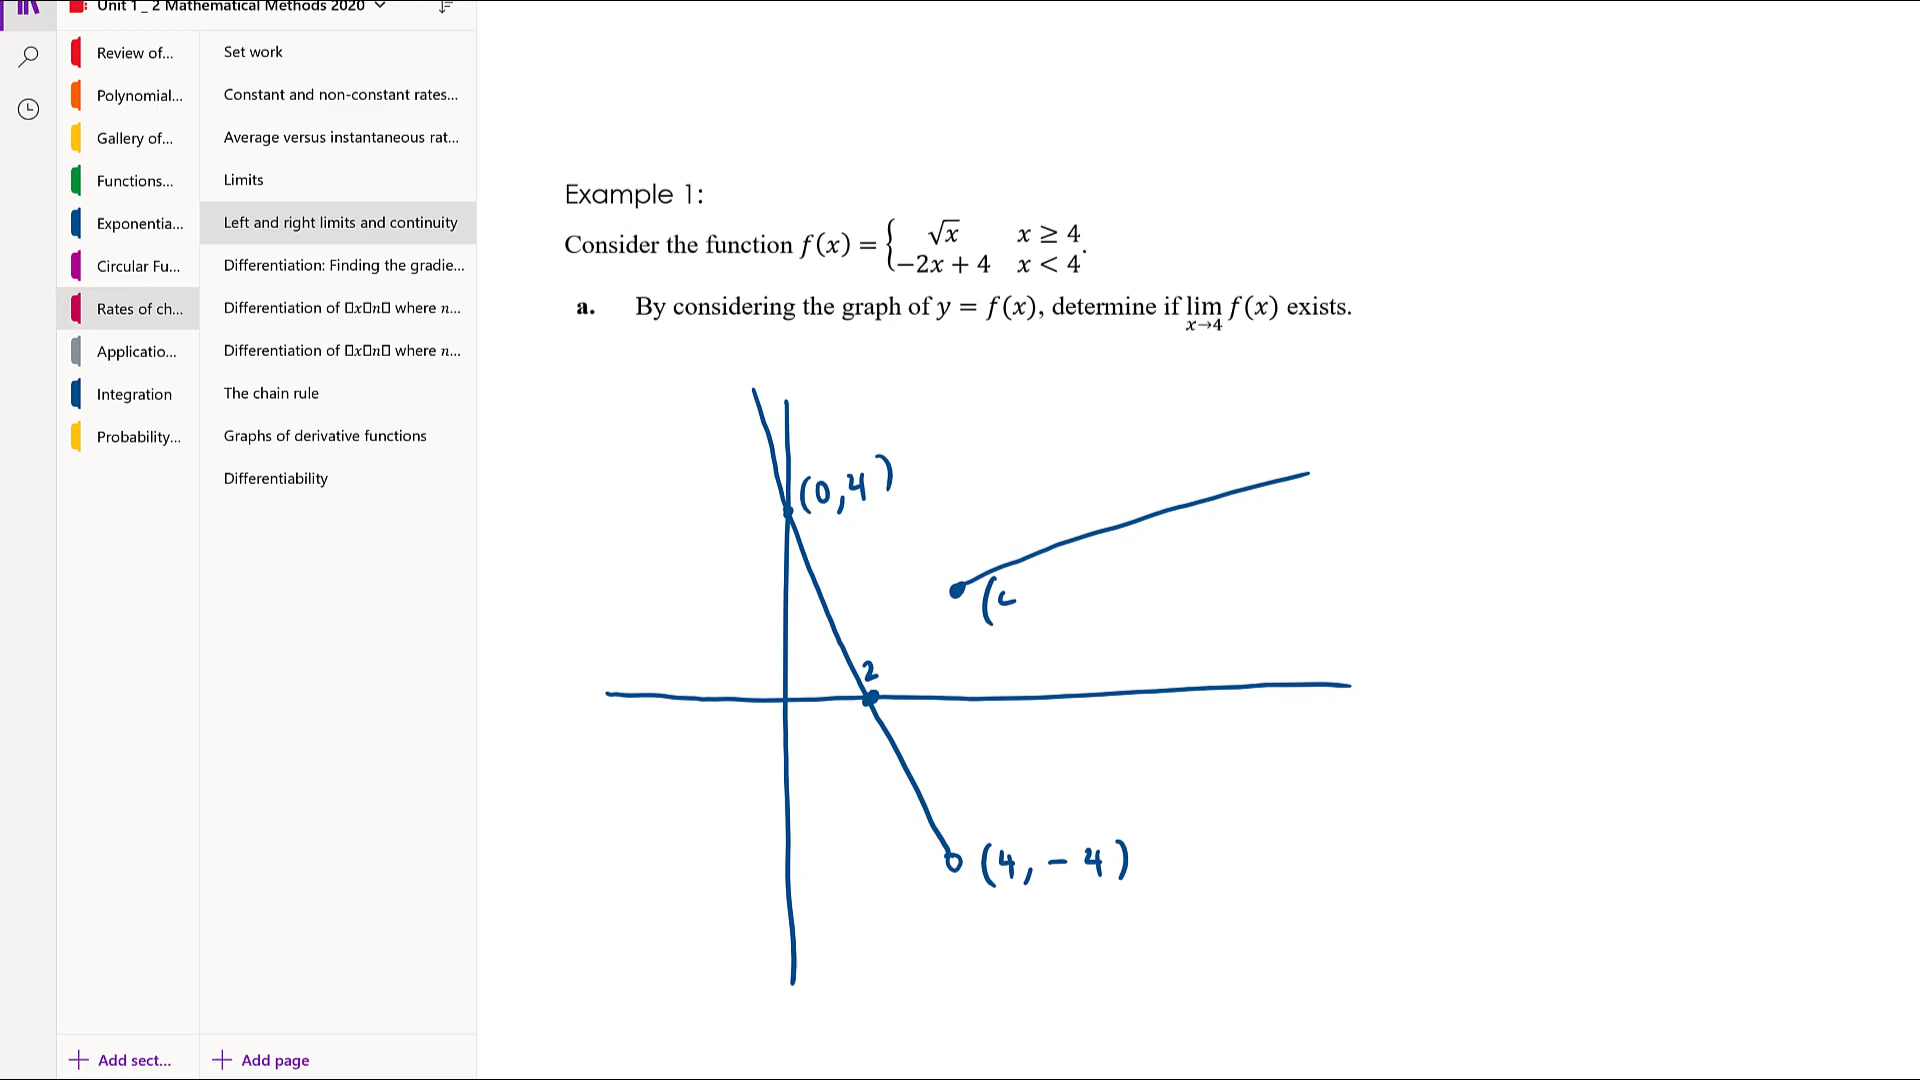 Unit 1 _ 2 Mathematical Methods 2020
Review of...
Polynomial...
Gallery of...
Functions...
Exponentia...
Circular Fu...
Rates of ch...
Applicatio...
Integration
Probability...
Add sect...
Set work
Constant and non-constant rates...
Average versus instantaneous rat...
Limits
Left and right limits and continuity
Differentiation: Finding the gradie...
Differentiation of □x□n□ where n...
Differentiation of □x□n□ where n...
The chain rule
Graphs of derivative functions
Differentiability
Add page
Example 1:
Consider the function f(x) = { √x x ≥ 4
−2x + 4 x < 4.
a. By considering the graph of y = f(x), determine if lim f(x) exists.
x→4
(0,4)
(
2
(4, - 4)